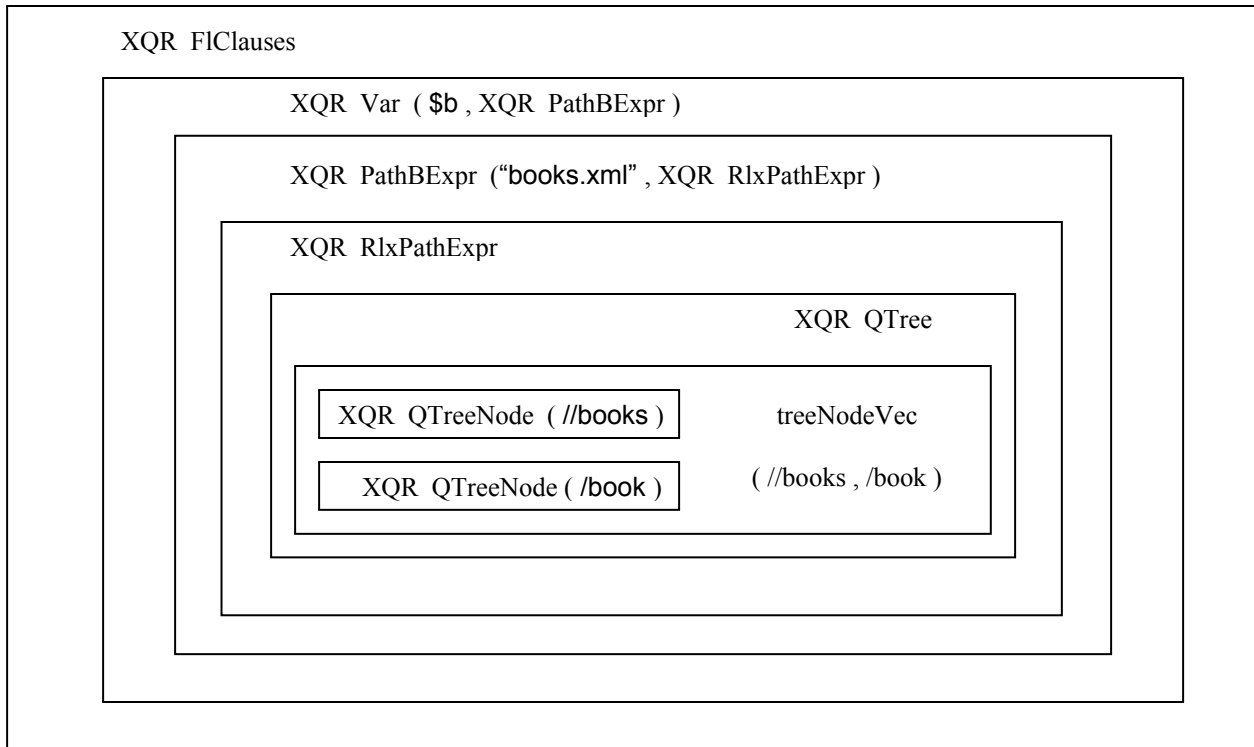 XQR FlClauses
XQR Var ( $b , XQR PathBExpr )
XQR PathBExpr (“books.xml” , XQR RlxPathExpr )
XQR RlxPathExpr
XQR QTree
XQR QTreeNode ( //books )
treeNodeVec
XQR QTreeNode ( /book )
( //books , /book )